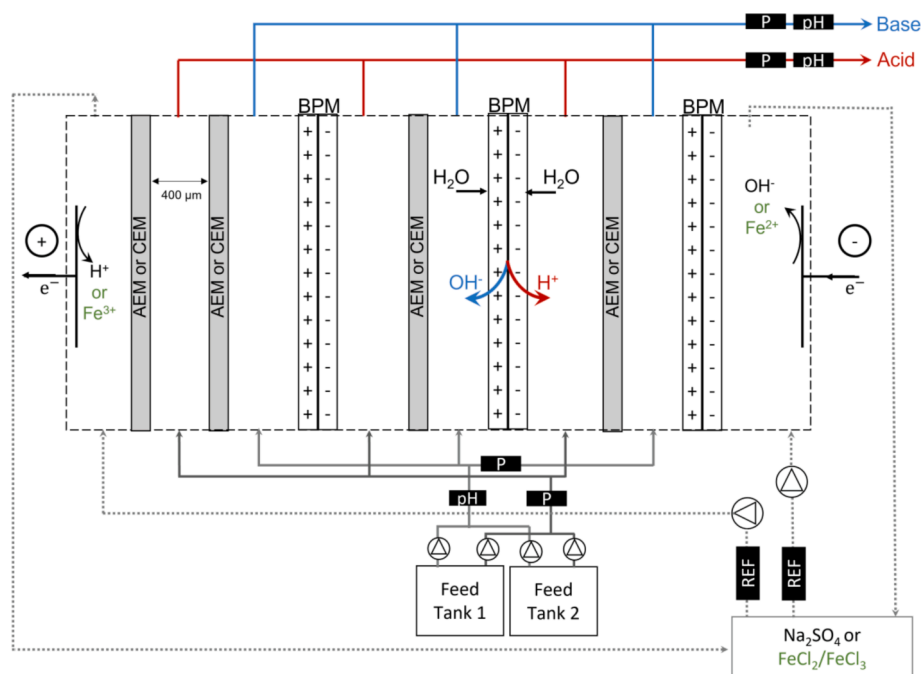 P pH Base
P pH Acid
BPM BPM BPM
AEM or CEM
AEM or CEM
AEM or CEM
AEM or CEM
400 µm
+ - + - + -
+ - + - + -
+ - + - + -
+ - + - + -
+ - + - + -
+ - + - + -
+ - + - + -
+ - + - + -
+ - + - + -
+ - + - + -
+ - + - + -
+ - + - + -
+ - + - + -
H₂O H₂O
OH⁻ H⁺
+
e⁻
H⁺
or
Fe³⁺
OH⁻
or
Fe²⁺
-
e⁻
P
pH P
Feed
Tank 1
Feed
Tank 2
REF REF
Na₂SO₄ or
FeCl₂/FeCl₃